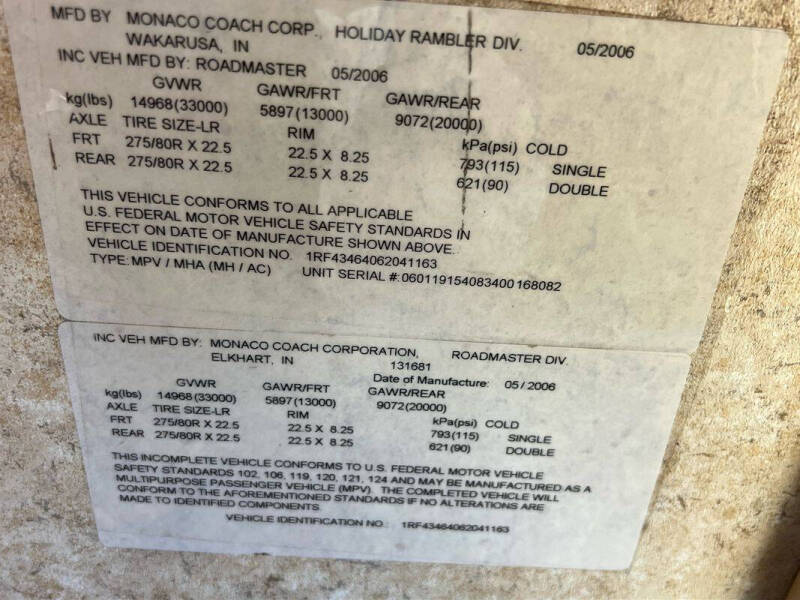 MFD BY MONACO COACH CORP., HOLIDAY RAMBLER DIV.
WAKARUSA, IN 05/2006
INC VEH MFD BY: ROADMASTER 05/2006
GVWR GAWR/FRT GAWR/REAR
kg(lbs) 14968(33000) 5897(13000) 9072(20000)
AXLE TIRE SIZE-LR RIM kPa(psi) COLD
FRT 275/80R X 22.5 22.5 X 8.25 793(115) SINGLE
REAR 275/80R X 22.5 22.5 X 8.25 621(90) DOUBLE
THIS VEHICLE CONFORMS TO ALL APPLICABLE
U.S. FEDERAL MOTOR VEHICLE SAFETY STANDARDS IN
EFFECT ON DATE OF MANUFACTURE SHOWN ABOVE.
VEHICLE IDENTIFICATION NO. 1RF43464062041163
TYPE: MPV / MHA (MH / AC) UNIT SERIAL #:060119154083400168082
INC VEH MFD BY: MONACO COACH CORPORATION, ROADMASTER DIV.
ELKHART, IN 131681
Date of Manufacture: 05/2006
GVWR GAWR/FRT GAWR/REAR
kg(lbs) 14968(33000) 5897(13000) 9072(20000)
AXLE TIRE SIZE-LR RIM kPa(psi) COLD
FRT 275/80R X 22.5 22.5 X 8.25 793(115) SINGLE
REAR 275/80R X 22.5 22.5 X 8.25 621(90) DOUBLE
THIS INCOMPLETE VEHICLE CONFORMS TO U.S. FEDERAL MOTOR VEHICLE
SAFETY STANDARDS 102, 106, 119, 120, 121, 124 AND MAY BE MANUFACTURED AS A
MULTIPURPOSE PASSENGER VEHICLE (MPV). THE COMPLETED VEHICLE WILL
CONFORM TO THE AFOREMENTIONED STANDARDS IF NO ALTERATIONS ARE
MADE TO IDENTIFIED COMPONENTS.
VEHICLE IDENTIFICATION NO.: 1RF43464062041163